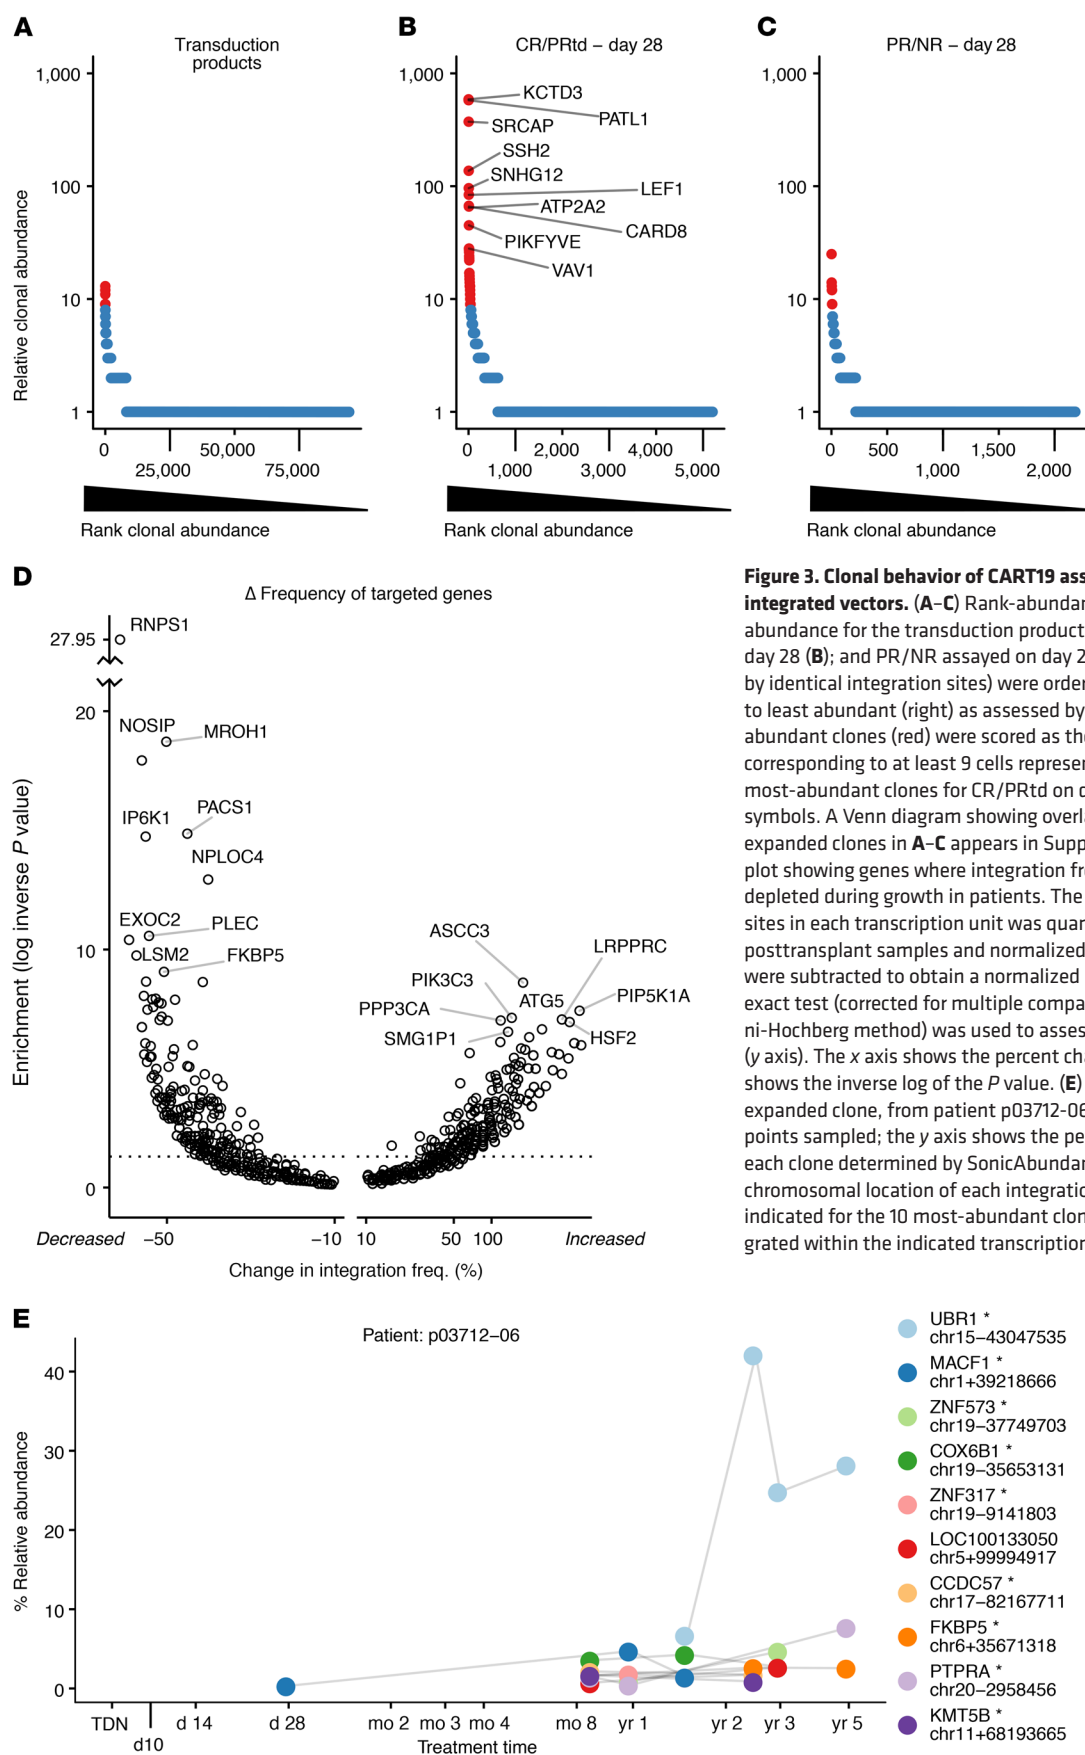 A
Transduction
products
Relative clonal abundance
1,000
100
10
1
0
25,000
50,000
75,000
Rank clonal abundance
B
CR/PRtd – day 28
1,000
100
10
1
KCTD3
PATL1
SRCAP
SSH2
SNHG12
LEF1
ATP2A2
CARD8
PIKFYVE
VAV1
0
1,000
2,000
3,000
4,000
5,000
Rank clonal abundance
C
PR/NR – day 28
1,000
100
10
1
0
500
1,000
1,500
2,000
Rank clonal abundance
D
Δ Frequency of targeted genes
Enrichment (log inverse P value)
27.95
20
10
0
RNPS1
NOSIP
MROH1
IP6K1
PACS1
NPLOC4
EXOC2
PLEC
LSM2
FKBP5
ASCC3
LRPPRC
PIK3C3
ATG5
PIP5K1A
PPP3CA
SMG1P1
HSF2
Decreased
−50
−10
10
50
100
Increased
Change in integration freq. (%)
Figure 3. Clonal behavior of CART19 ass
integrated vectors. (A–C) Rank-abundan
abundance for the transduction product
day 28 (B); and PR/NR assayed on day 2
by identical integration sites) were order
to least abundant (right) as assessed by
abundant clones (red) were scored as the
corresponding to at least 9 cells represen
most-abundant clones for CR/PRtd on d
symbols. A Venn diagram showing overla
expanded clones in A–C appears in Supp
plot showing genes where integration fre
depleted during growth in patients. The
sites in each transcription unit was quan
posttransplant samples and normalized
were subtracted to obtain a normalized
exact test (corrected for multiple compa
ni-Hochberg method) was used to asses
(y axis). The x axis shows the percent cha
shows the inverse log of the P value. (E)
expanded clone, from patient p03712-06
points sampled; the y axis shows the pe
each clone determined by SonicAbundan
chromosomal location of each integratio
indicated for the 10 most-abundant clon
grated within the indicated transcription
E
Patient: p03712−06
% Relative abundance
40
30
20
10
0
TDN
d10
d 14
d 28
mo 2
mo 3
mo 4
mo 8
yr 1
yr 2
yr 3
yr 5
Treatment time
UBR1 *
chr15−43047535
MACF1 *
chr1+39218666
ZNF573 *
chr19−37749703
COX6B1 *
chr19−35653131
ZNF317 *
chr19−9141803
LOC100133050
chr5+99994917
CCDC57 *
chr17−82167711
FKBP5 *
chr6+35671318
PTPRA *
chr20−2958456
KMT5B *
chr11+68193665